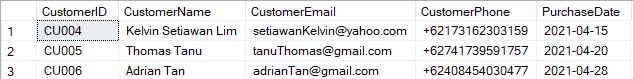 CustomerID CustomerName CustomerEmail CustomerPhone PurchaseDate
1 CU004 Kelvin Setiawan Lim setiawanKelvin@yahoo.com +62173162303159 2021-04-15
2 CU005 Thomas Tanu tanuThomas@gmail.com +62741739591757 2021-04-20
3 CU006 Adrian Tan adrianTan@gmail.com +62408454030477 2021-04-28